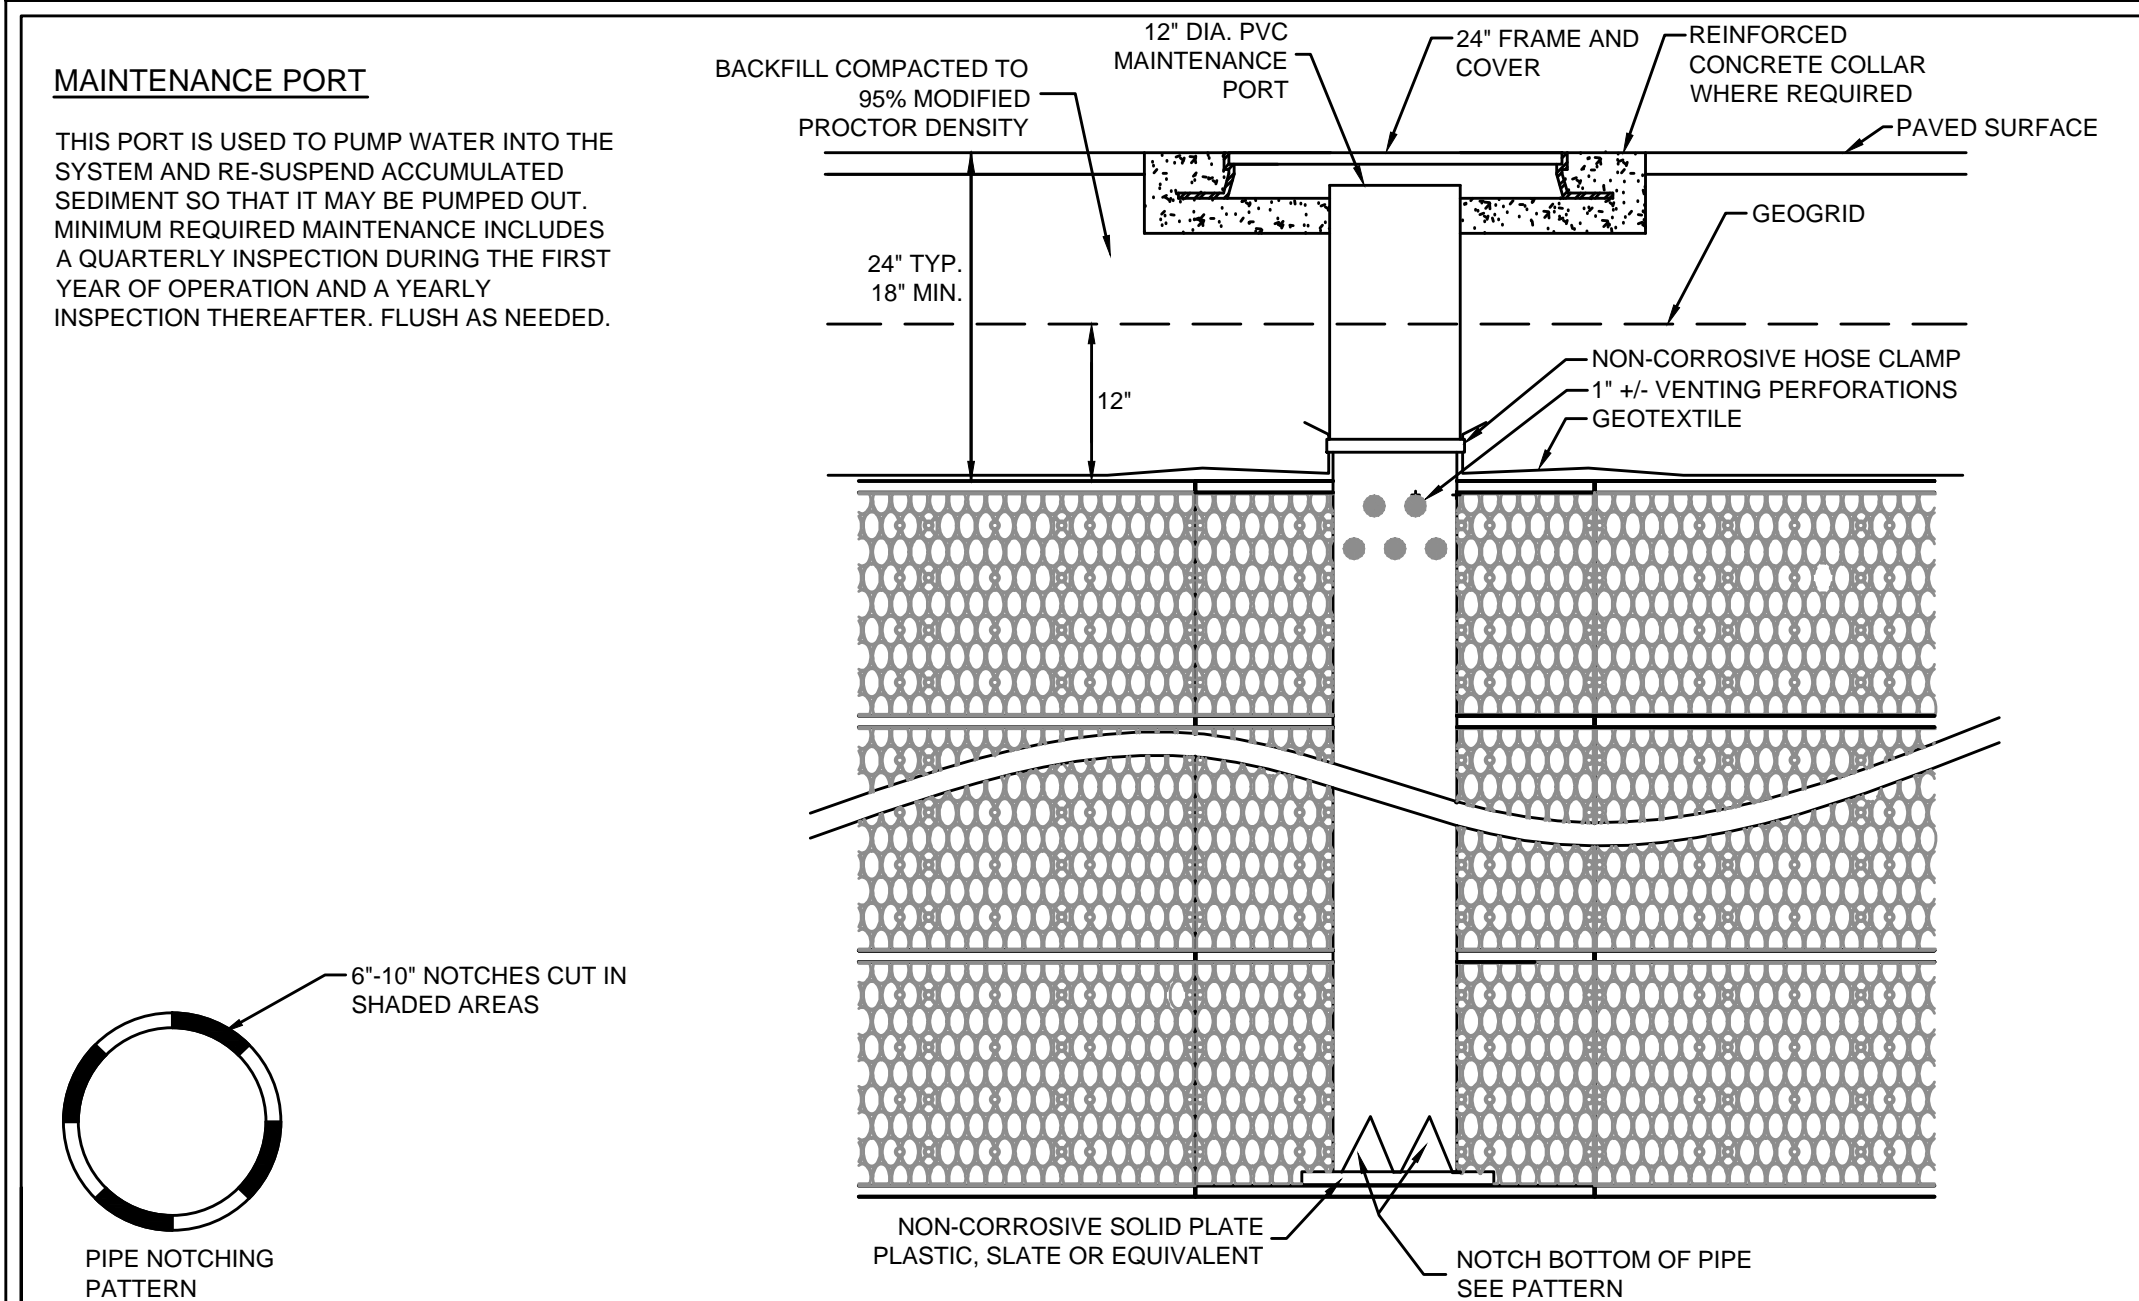 MAINTENANCE PORT
THIS PORT IS USED TO PUMP WATER INTO THE
SYSTEM AND RE-SUSPEND ACCUMULATED
SEDIMENT SO THAT IT MAY BE PUMPED OUT.
MINIMUM REQUIRED MAINTENANCE INCLUDES
A QUARTERLY INSPECTION DURING THE FIRST
YEAR OF OPERATION AND A YEARLY
INSPECTION THEREAFTER. FLUSH AS NEEDED.
BACKFILL COMPACTED TO
95% MODIFIED
PROCTOR DENSITY
12" DIA. PVC
MAINTENANCE
PORT
24" FRAME AND
COVER
REINFORCED
CONCRETE COLLAR
WHERE REQUIRED
PAVED SURFACE
GEOGRID
24" TYP.
18" MIN.
12"
NON-CORROSIVE HOSE CLAMP
1" +/- VENTING PERFORATIONS
GEOTEXTILE
6"-10" NOTCHES CUT IN
SHADED AREAS
PIPE NOTCHING
PATTERN
NON-CORROSIVE SOLID PLATE
PLASTIC, SLATE OR EQUIVALENT
NOTCH BOTTOM OF PIPE
SEE PATTERN